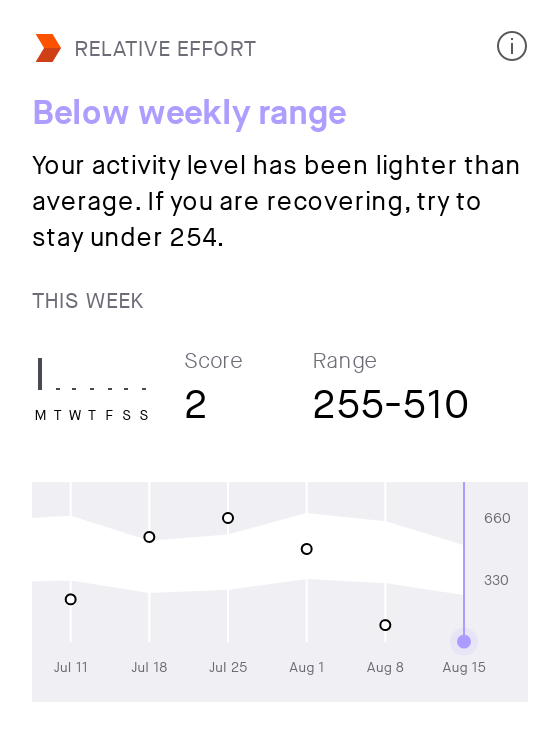 RELATIVE EFFORT
Below weekly range
Your activity level has been lighter than
average. If you are recovering, try to
stay under 254.
THIS WEEK
Score Range
2 255-510
M T W T F S S
660
330
Jul 11 Jul 18 Jul 25 Aug 1 Aug 8 Aug 15